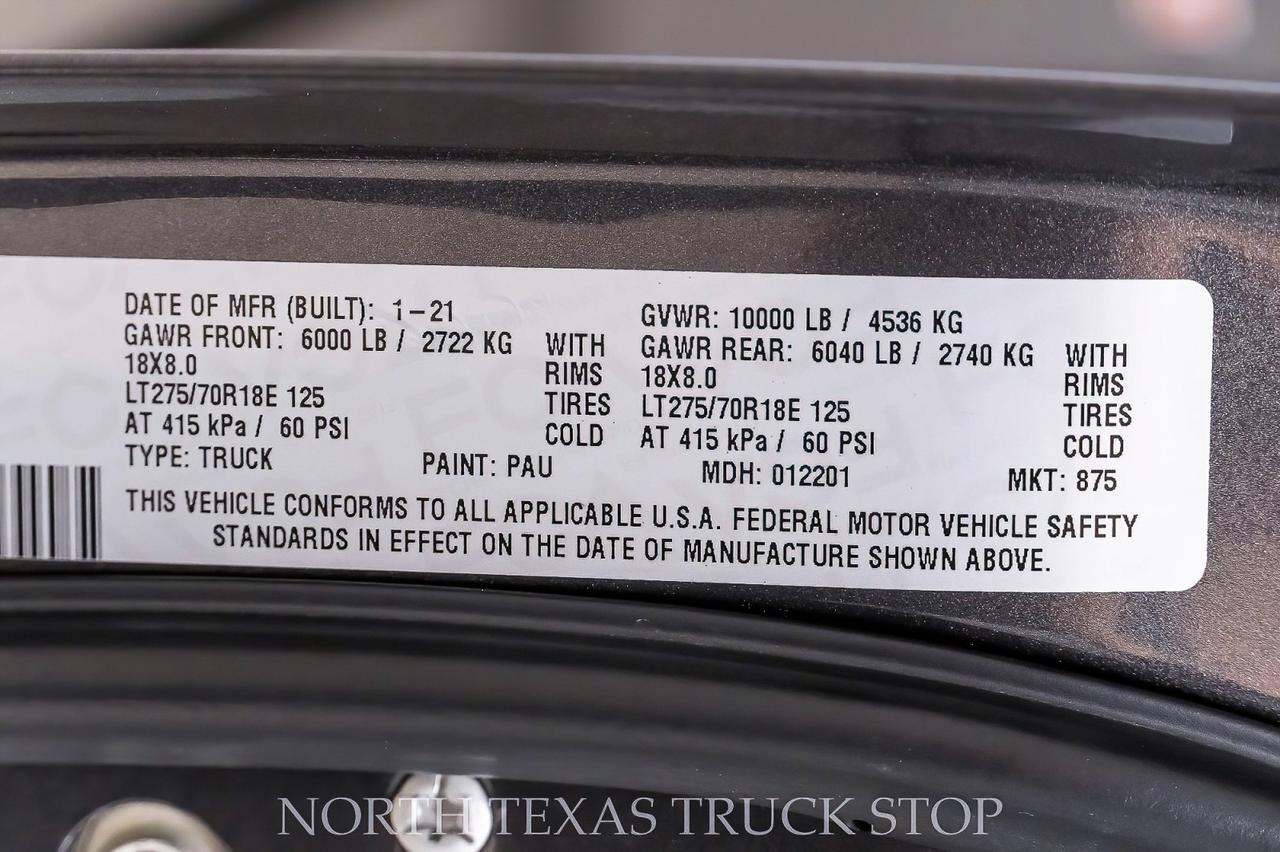 DATE OF MFR (BUILT): 1-21 GVWR: 10000 LB / 4536 KG
GAWR FRONT: 6000 LB / 2722 KG WITH GAWR REAR: 6040 LB / 2740 KG WITH
18X8.0 RIMS 18X8.0 RIMS
LT275/70R18E 125 TIRES LT275/70R18E 125 TIRES
AT 415 kPa / 60 PSI COLD AT 415 kPa / 60 PSI COLD
TYPE: TRUCK PAINT: PAU MDH: 012201 MKT: 875
THIS VEHICLE CONFORMS TO ALL APPLICABLE U.S.A. FEDERAL MOTOR VEHICLE SAFETY
STANDARDS IN EFFECT ON THE DATE OF MANUFACTURE SHOWN ABOVE.
NORTH TEXAS TRUCK STOP